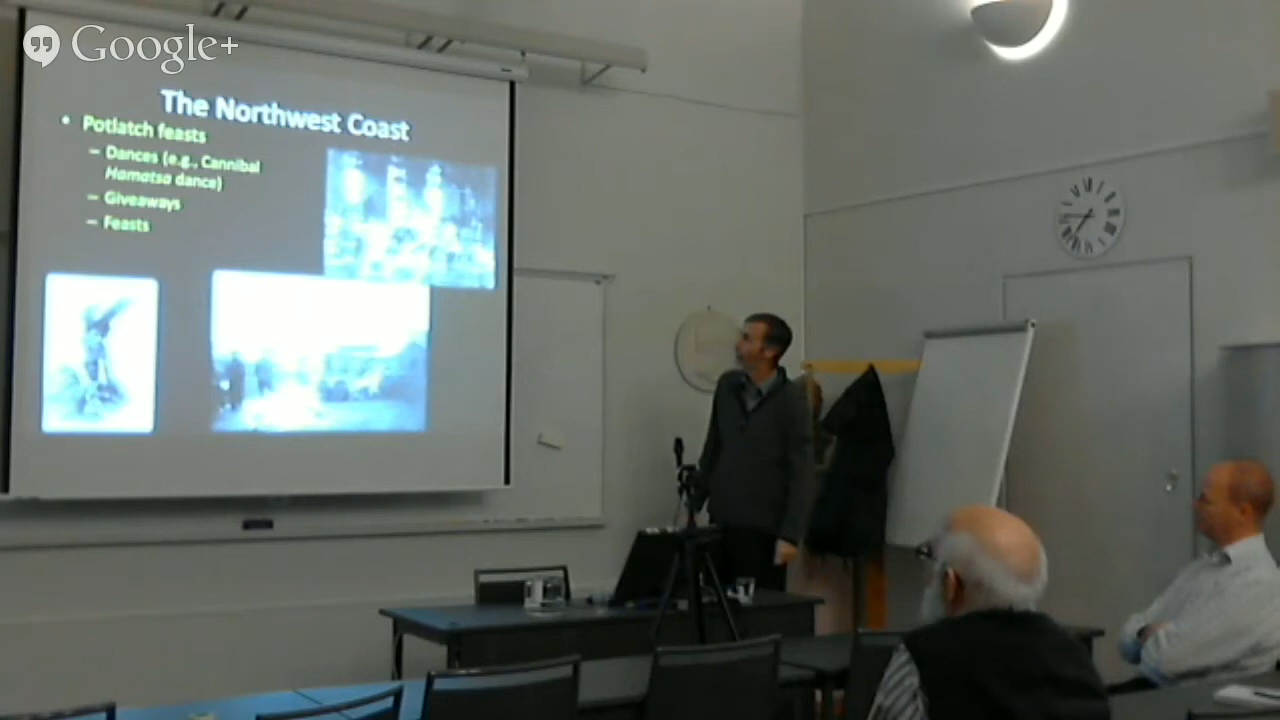 Google+
The Northwest Coast
• Potlatch feasts
– Dances (e.g., Cannibal
Hamatsa dance)
– Giveaways
– Feasts